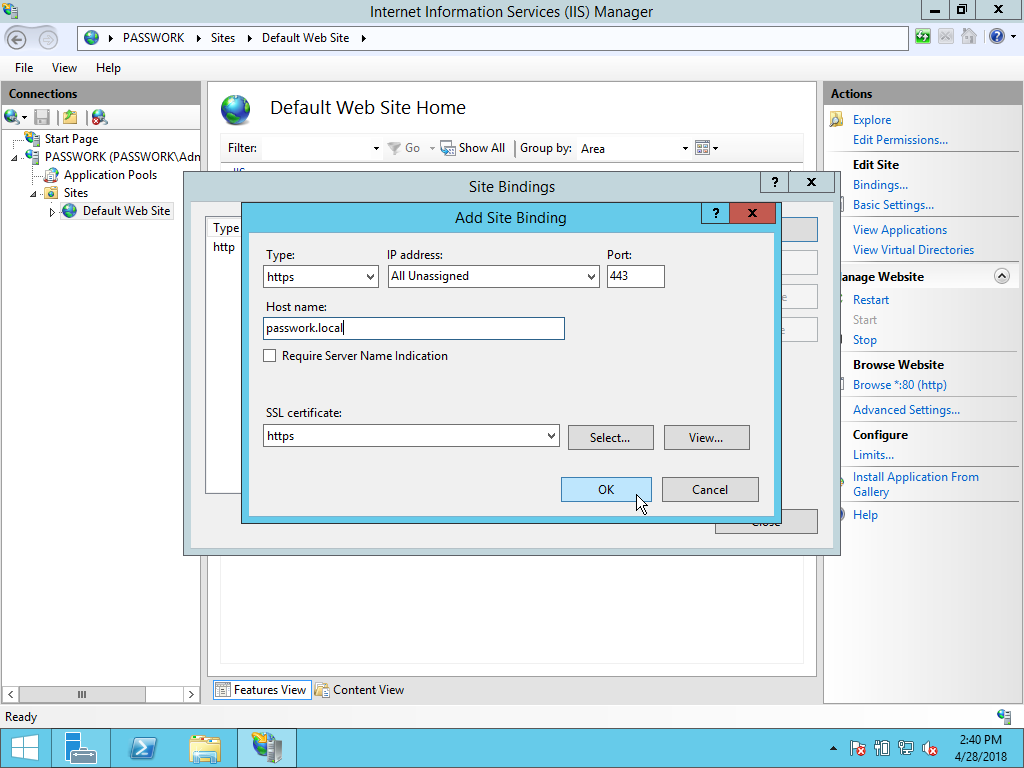 Internet Information Services (IIS) Manager
PASSWORK
Sites
Default Web Site
File View Help
Connections
Start Page
PASSWORK (PASSWORK\Adn
Application Pools
Sites
Default Web Site
Default Web Site Home
Filter:
Go
Show All
Group by:
Area
Site Bindings
?
X
Type
http
Add Site Binding
?
X
Type:
IP address:
Port:
https
All Unassigned
443
Host name:
passwork.local
Require Server Name Indication
SSL certificate:
https
Select...
View...
OK
Cancel
Features View
Content View
Actions
Explore
Edit Permissions...
Edit Site
Bindings...
Basic Settings...
View Applications
View Virtual Directories
anage Website
Restart
Start
Stop
Browse Website
Browse *:80 (http)
Advanced Settings...
Configure
Limits...
Install Application From
Gallery
Help
Ready
2:40 PM
4/28/2018